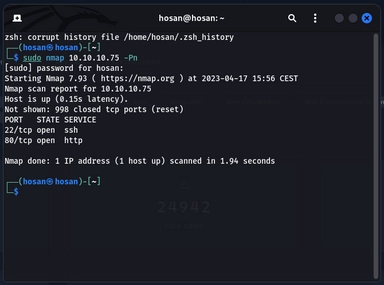 hosan@hosan: ~
zsh: corrupt history file /home/hosan/.zsh_history
(hosan㉿hosan)-[~]
$ sudo nmap 10.10.10.75 -Pn
[sudo] password for hosan:
Starting Nmap 7.93 ( https://nmap.org ) at 2023-04-17 15:56 CEST
Nmap scan report for 10.10.10.75
Host is up (0.15s latency).
Not shown: 998 closed tcp ports (reset)
PORT   STATE SERVICE
22/tcp open  ssh
80/tcp open  http
Nmap done: 1 IP address (1 host up) scanned in 1.94 seconds
(hosan㉿hosan)-[~]
$
24942